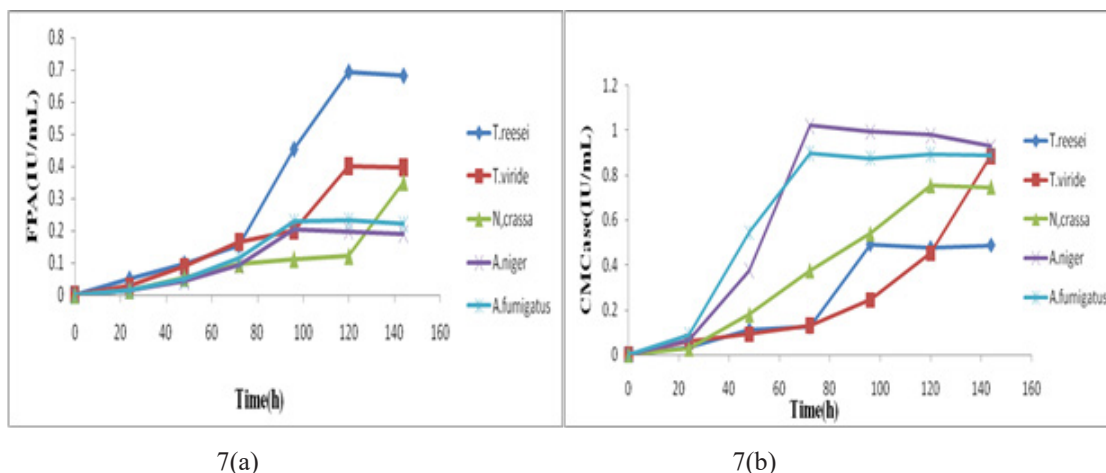 0.8
0.7
0.6
0.5
0.4
0.3
0.2
0.1
0
FPA(IU/mL)
0 20 40 60 80 100 120 140 160
Time(h)
T.reesei
T.viride
N,crassa
A.niger
A.fumigatus
7(a)
1.2
1
0.8
0.6
0.4
0.2
0
CMCase(IU/mL)
0 20 40 60 80 100 120 140 160
Time(h)
T.reesei
T.viride
N,crassa
A.niger
A.fumigatus
7(b)